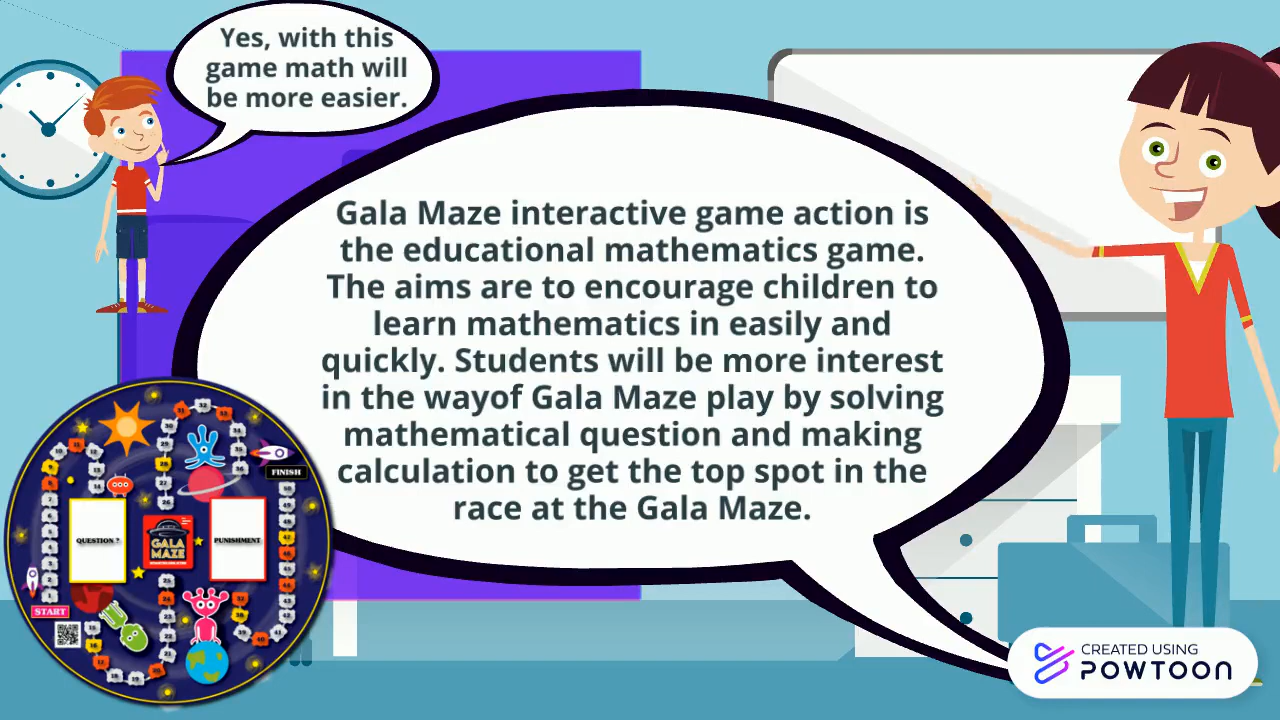 Yes, with this
game math will
be more easier.
Gala Maze interactive game action is
the educational mathematics game.
The aims are to encourage children to
learn mathematics in easily and
quickly. Students will be more interest
in the wayof Gala Maze play by solving
mathematical question and making
calculation to get the top spot in the
race at the Gala Maze.
FINISH
QUESTION ?
GALA
MAZE
PUNISHMENT
START
CREATED USING
POWTOON